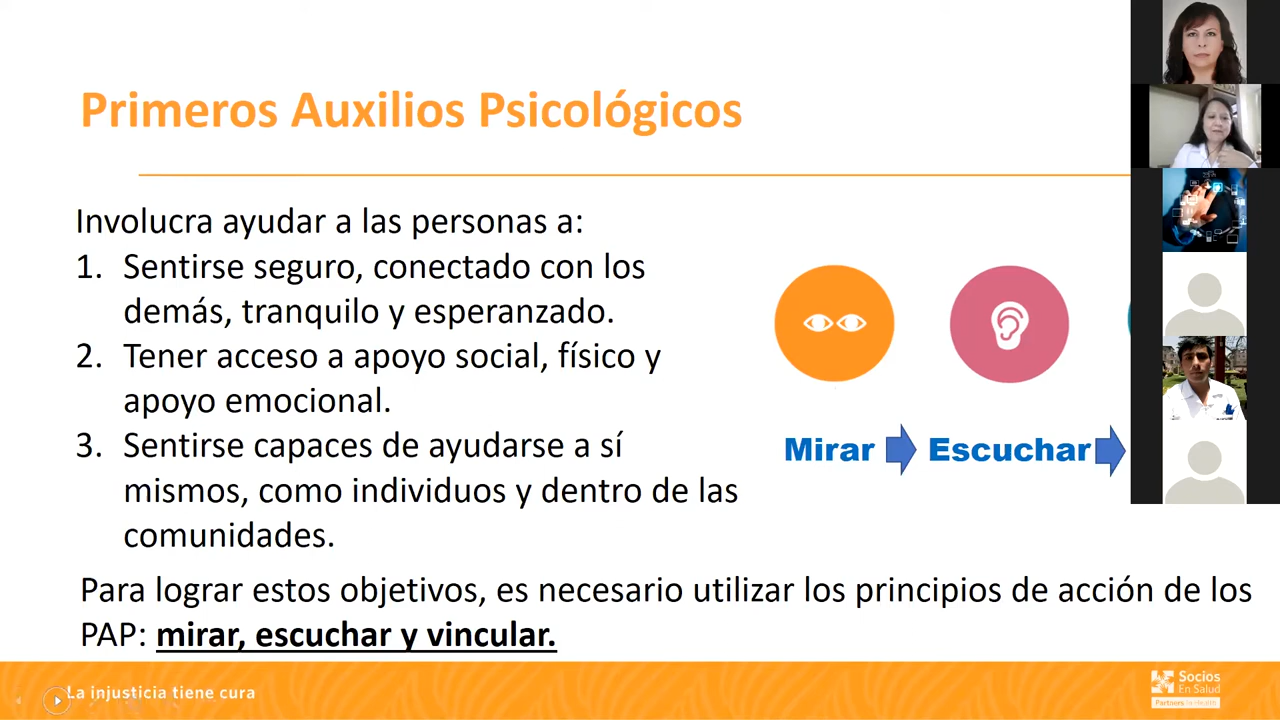 Primeros Auxilios Psicológicos
Involucra ayudar a las personas a:
1. Sentirse seguro, conectado con los
demás, tranquilo y esperanzado.
2. Tener acceso a apoyo social, físico y
apoyo emocional.
3. Sentirse capaces de ayudarse a sí
mismos, como individuos y dentro de las
comunidades.
Mirar
Escuchar
Para lograr estos objetivos, es necesario utilizar los principios de acción de los
PAP: mirar, escuchar y vincular.
La injusticia tiene cura
Socios
En Salud
Partners In Health